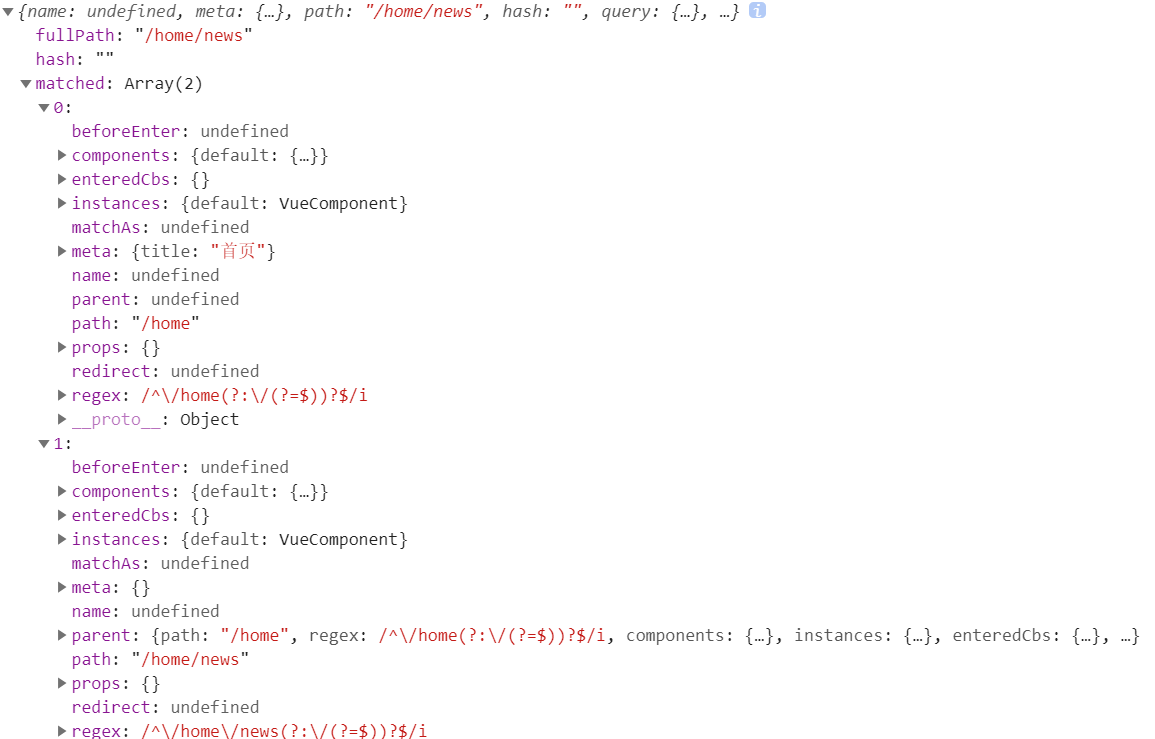 {name: undefined, meta: {…}, path: "/home/news", hash: "", query: {…}, …} i
fullPath: "/home/news"
hash: ""
matched: Array(2)
0:
beforeEnter: undefined
components: {default: {…}}
enteredCbs: {}
instances: {default: VueComponent}
matchAs: undefined
meta: {title: "首页"}
name: undefined
parent: undefined
path: "/home"
props: {}
redirect: undefined
regex: /^\/home(?:\/(?=$))?$/i
__proto__: Object
1:
beforeEnter: undefined
components: {default: {…}}
enteredCbs: {}
instances: {default: VueComponent}
matchAs: undefined
meta: {}
name: undefined
parent: {path: "/home", regex: /^\/home(?:\/(?=$))?$/i, components: {…}, instances: {…}, enteredCbs: {…}, …}
path: "/home/news"
props: {}
redirect: undefined
regex: /^\/home\/news(?:\/(?=$))?$/i